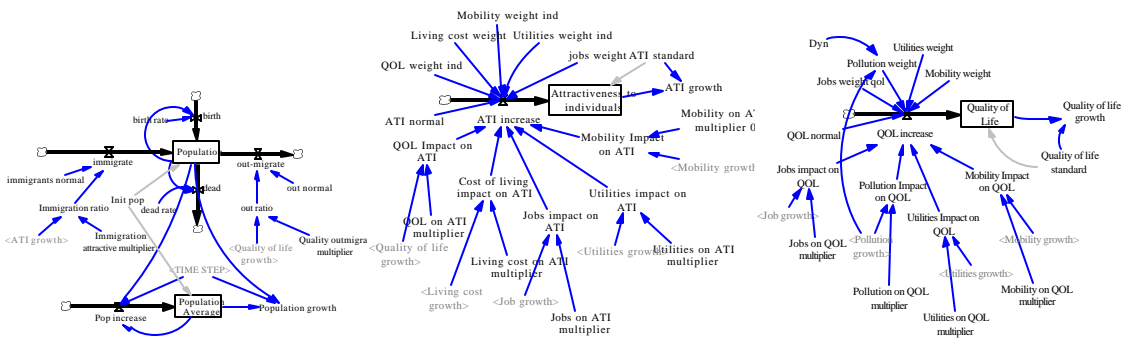 birth rate
birth
Population
immigrate
out-migrate
immigrants normal
out normal
dead
Init pop
dead rate
out ratio
Immigration ratio
<ATI growth>
Immigration
attractive multiplier
<Quality of life
growth>
Quality outmigra
multiplier
<TIME STEP>
Pop increase
Population
Average
Population growth
Mobility weight ind
Living cost weight
Utilities weight ind
jobs weight
ATI standard
QOL weight ind
Attractiveness to
individuals
ATI growth
ATI normal
ATI increase
Mobility on A
multiplier
Mobility Impact
on ATI
<Mobility growth>
QOL Impact on
ATI
Cost of living
impact on ATI
Utilities impact on
ATI
QOL on ATI
multiplier
Jobs impact on
ATI
<Quality of life
growth>
<Utilities growth>
Utilities on ATI
multiplier
Living cost on ATI
multiplier
<Living cost
growth>
<Job growth>
Jobs on ATI
multiplier
Dyn
Utilities weight
Pollution weight
Mobility weight
Jobs weight qol
Quality of
Life
Quality of life
growth
QOL normal
QOL increase
Quality of life
standard
Jobs impact on
QOL
Pollution Impact
on QOL
Mobility Impact
on QOL
<Job growth>
Utilities Impact on
QOL
Jobs on QOL
multiplier
<Pollution
growth>
<Mobility growth>
<Utilities growth>
Pollution on QOL
multiplier
Mobility on QOL
multiplier
Utilities on QOL
multiplier